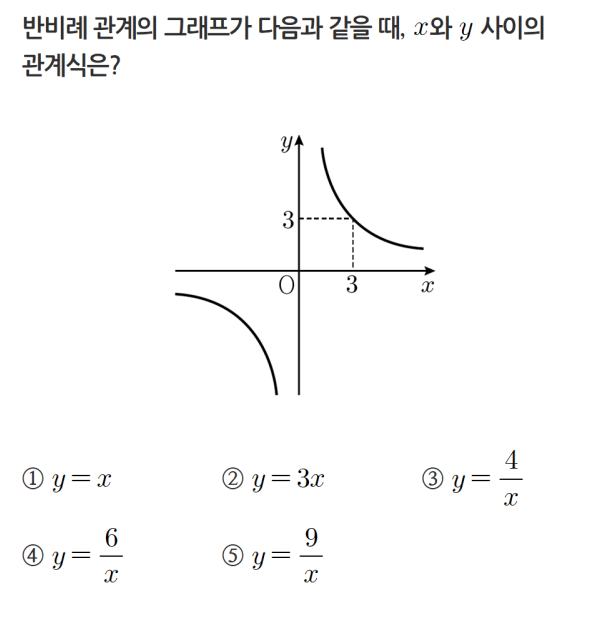 반비례 관계의 그래프가 다음과 같을 때, x와 y 사이의
관계식은?
y
3
O 3 x
① y=x ② y=3x ③ y=4/x
④ y=6/x ⑤ y=9/x